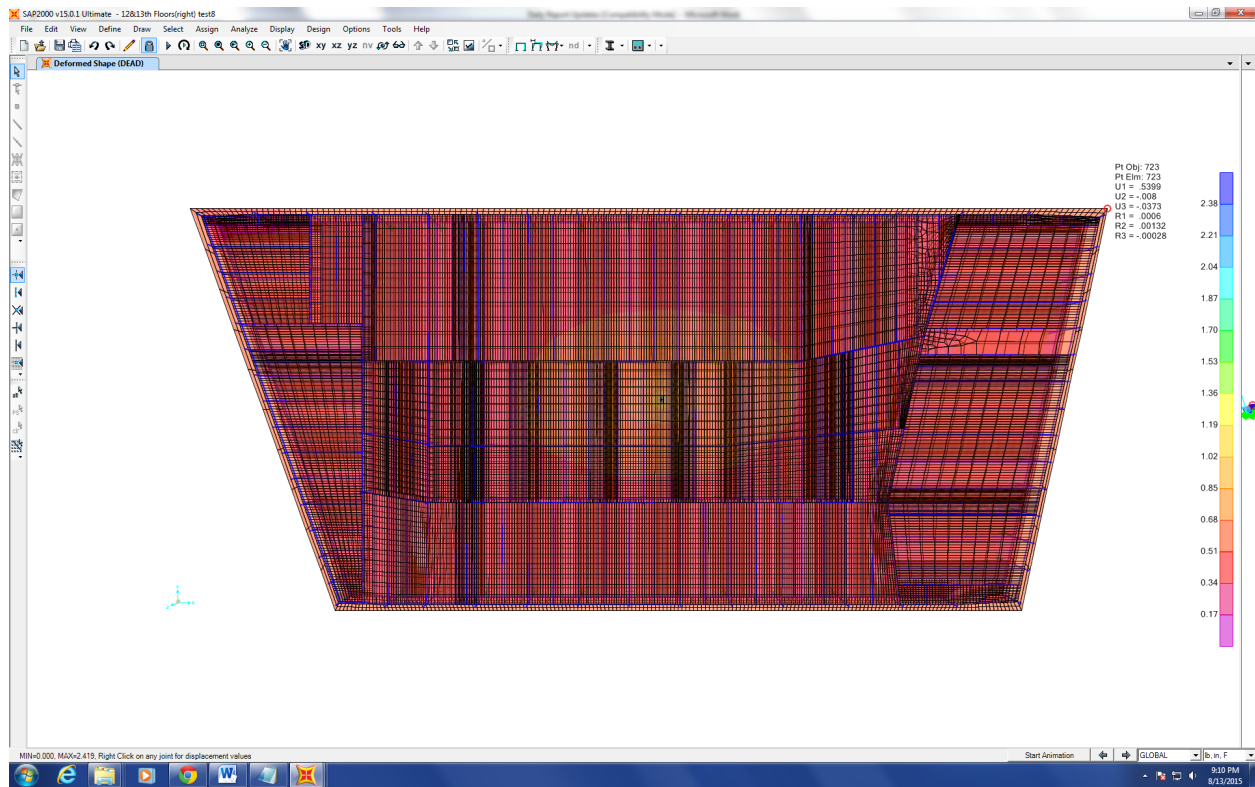 SAP2000 v15.0.1 Ultimate - 12&13th Floors(right) test8
File Edit View Define Draw Select Assign Analyze Display Design Options Tools Help
xy xz yz nv nd
Deformed Shape (DEAD)
Pt Obj: 723
Pt Elm: 723
U1 = .5399
U2 = -.008
U3 = -.0373
R1 = .0006
R2 = .00132
R3 = -.00028
2.38
2.21
2.04
1.87
1.70
1.53
1.36
1.19
1.02
0.85
0.68
0.51
0.34
0.17
MIN=0.000, MAX=2.419, Right Click on any joint for displacement values
Start Animation
GLOBAL
lb, in, F
9:10 PM
8/13/2015